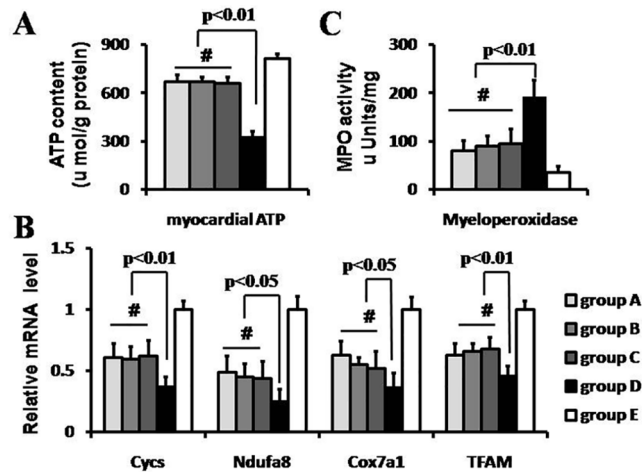 A
ATP content
(u mol/g protein)
900
600
300
0
#
p<0.01
myocardial ATP
C
MPO activity
u Units/mg
300
200
100
0
#
p<0.01
Myeloperoxidase
B
Relative mRNA level
1.5
1
0.5
0
p<0.01
#
p<0.05
#
p<0.05
#
p<0.01
#
Cycs
Ndufa8
Cox7a1
TFAM
group A
group B
group C
group D
group E